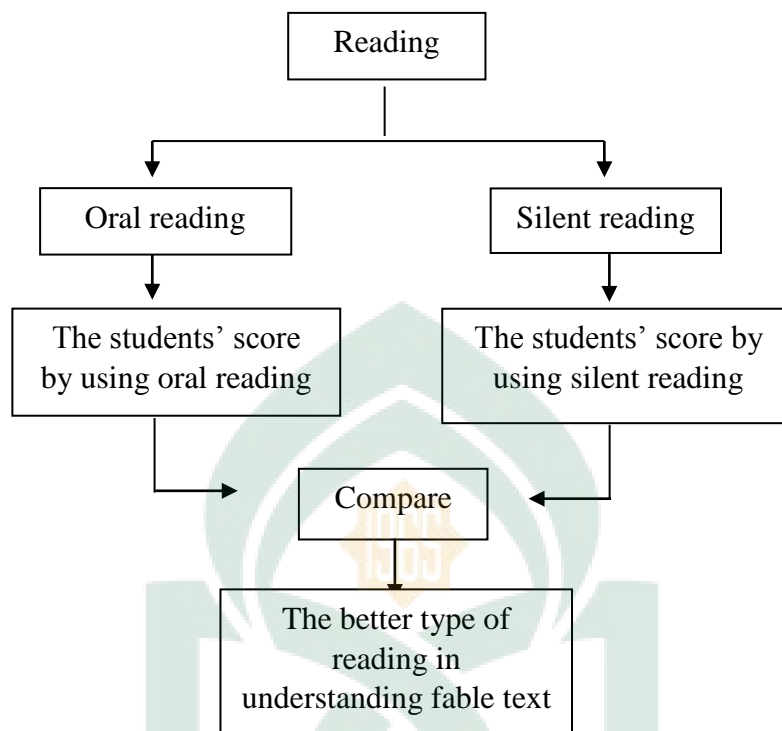 Reading
Oral reading
Silent reading
The students’ score
by using oral reading
The students’ score by
using silent reading
Compare
1965
The better type of
reading in
understanding fable text